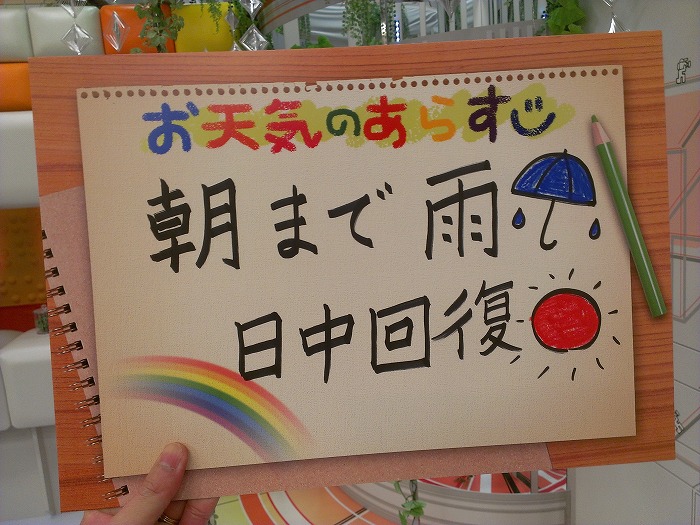 お天気のあらすじ
朝まで雨
日中回復